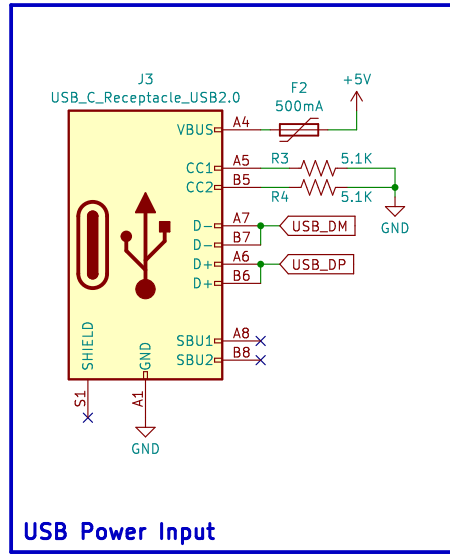 J3
USB_C_Receptacle_USB2.0
F2
500mA
+5V
VBUS A4
CC1 A5 R3 5.1K
CC2 B5 R4 5.1K
GND
D- A7 USB_DM
D- B7
D+ A6 USB_DP
D+ B6
SBU1 A8
SBU2 B8
SHIELD
GND
S1
A1
GND
USB Power Input